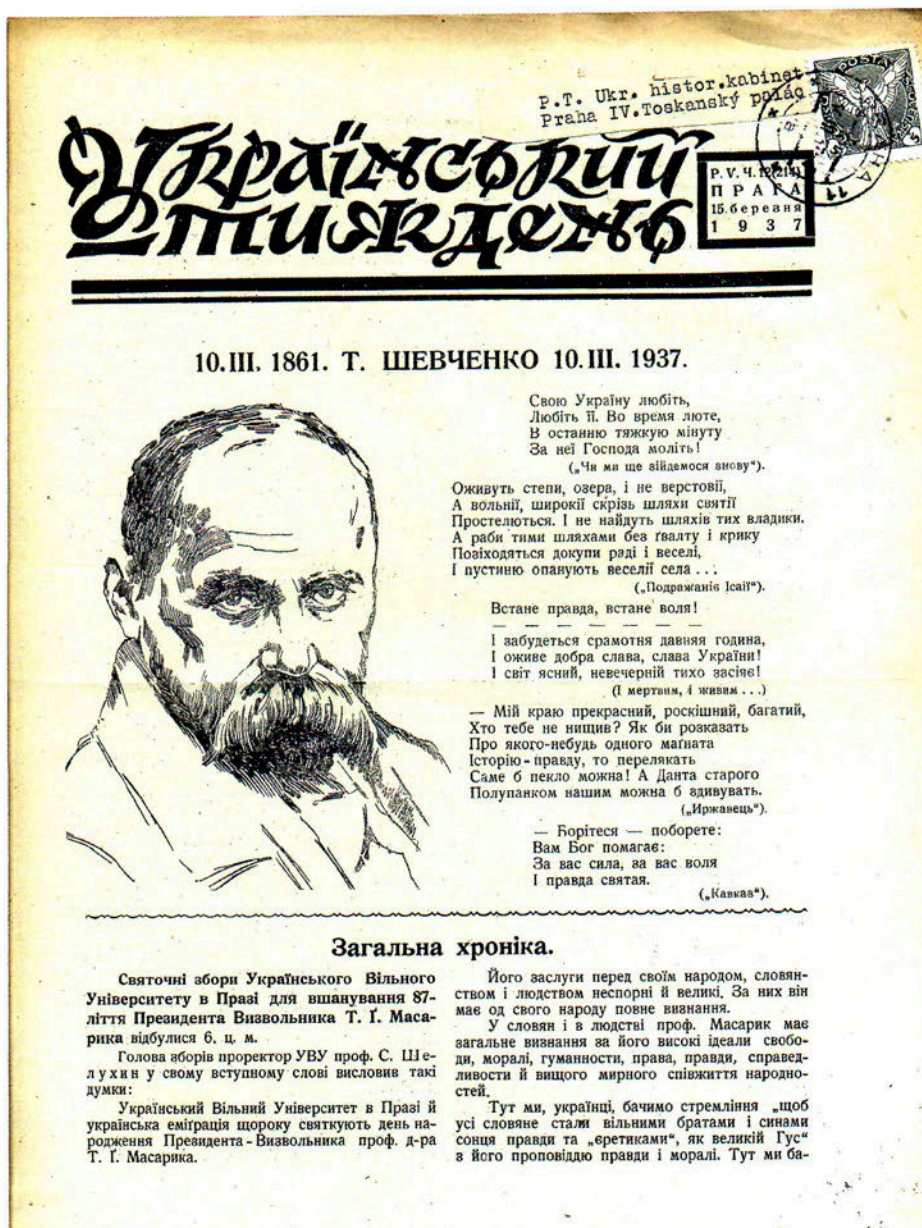 P.T. Ukr. histor.kabinet
Praha IV.Toskanský palác
POSTA
Український
тиждень
Р. V. Ч. 12(214)
ПРАГА
15. березня
1937
10.III. 1861. Т. ШЕВЧЕНКО 10.III. 1937.
Свою Україну любіть,
Любіть її. Во время люте,
В останню тяжкую мінуту
За неї Господа моліть!
(„Чи ми ще зійдемося знову“).
Оживуть степи, озера, і не верстовії,
А вольнії, широкії скрізь шляхи святії
Простелються. І не найдуть шляхів тих владики.
А раби тими шляхами без ґвалту і крику
Позіходяться докупи раді і веселі,
І пустиню опанують веселії села . . .
(„Подражаніє Ісаії“).
Встане правда, встане воля!
— — — — — — —
І забудеться срамотня давняя година,
І оживе добра слава, слава України!
І світ ясний, невечерній тихо засіяє!
(І мертвим, і живим . . .)
— Мій краю прекрасний, роскішний, багатий,
Хто тебе не нищив? Як би розказать
Про якого-небудь одного маґната
Історію-правду, то перелякать
Саме б пекло можна! А Данта старого
Полупанком нашим можна б здивувать.
(„Иржавець“).
— Борітеся — поборете:
Вам Бог помагає:
За вас сила, за вас воля
І правда святая.
(„Кавказ“).
Загальна хроніка.
Святочні збори Українського Вільного
Університету в Празі для вшанування 87-
ліття Президента Визвольника Т. Ґ. Маса-
рика відбулися 6. ц. м.
Голова зборів проректор УВУ проф. С. Ше-
лухин у свому вступному слові висловив такі
думки:
Український Вільний Університет в Празі й
українська еміґрація щороку святкують день на-
родження Президента-Визвольника проф. д-ра
Т. Ґ. Масарика.
Його заслуги перед своїм народом, словян-
ством і людством неспорні й великі. За них він
має од свого народу повне визнання.
У словян і в людстві проф. Масарик має
загальне визнання за його високі ідеали свобо-
ди, моралі, гуманности, права, правди, справед-
ливости й вищого мирного співжиття народно-
стей.
Тут ми, українці, бачимо стремління „щоб
усі словяне стали вільними братами і синами
сонця правди та „єретиками“, як великій Гус“
з його проповіддю правди і моралі. Тут ми ба-